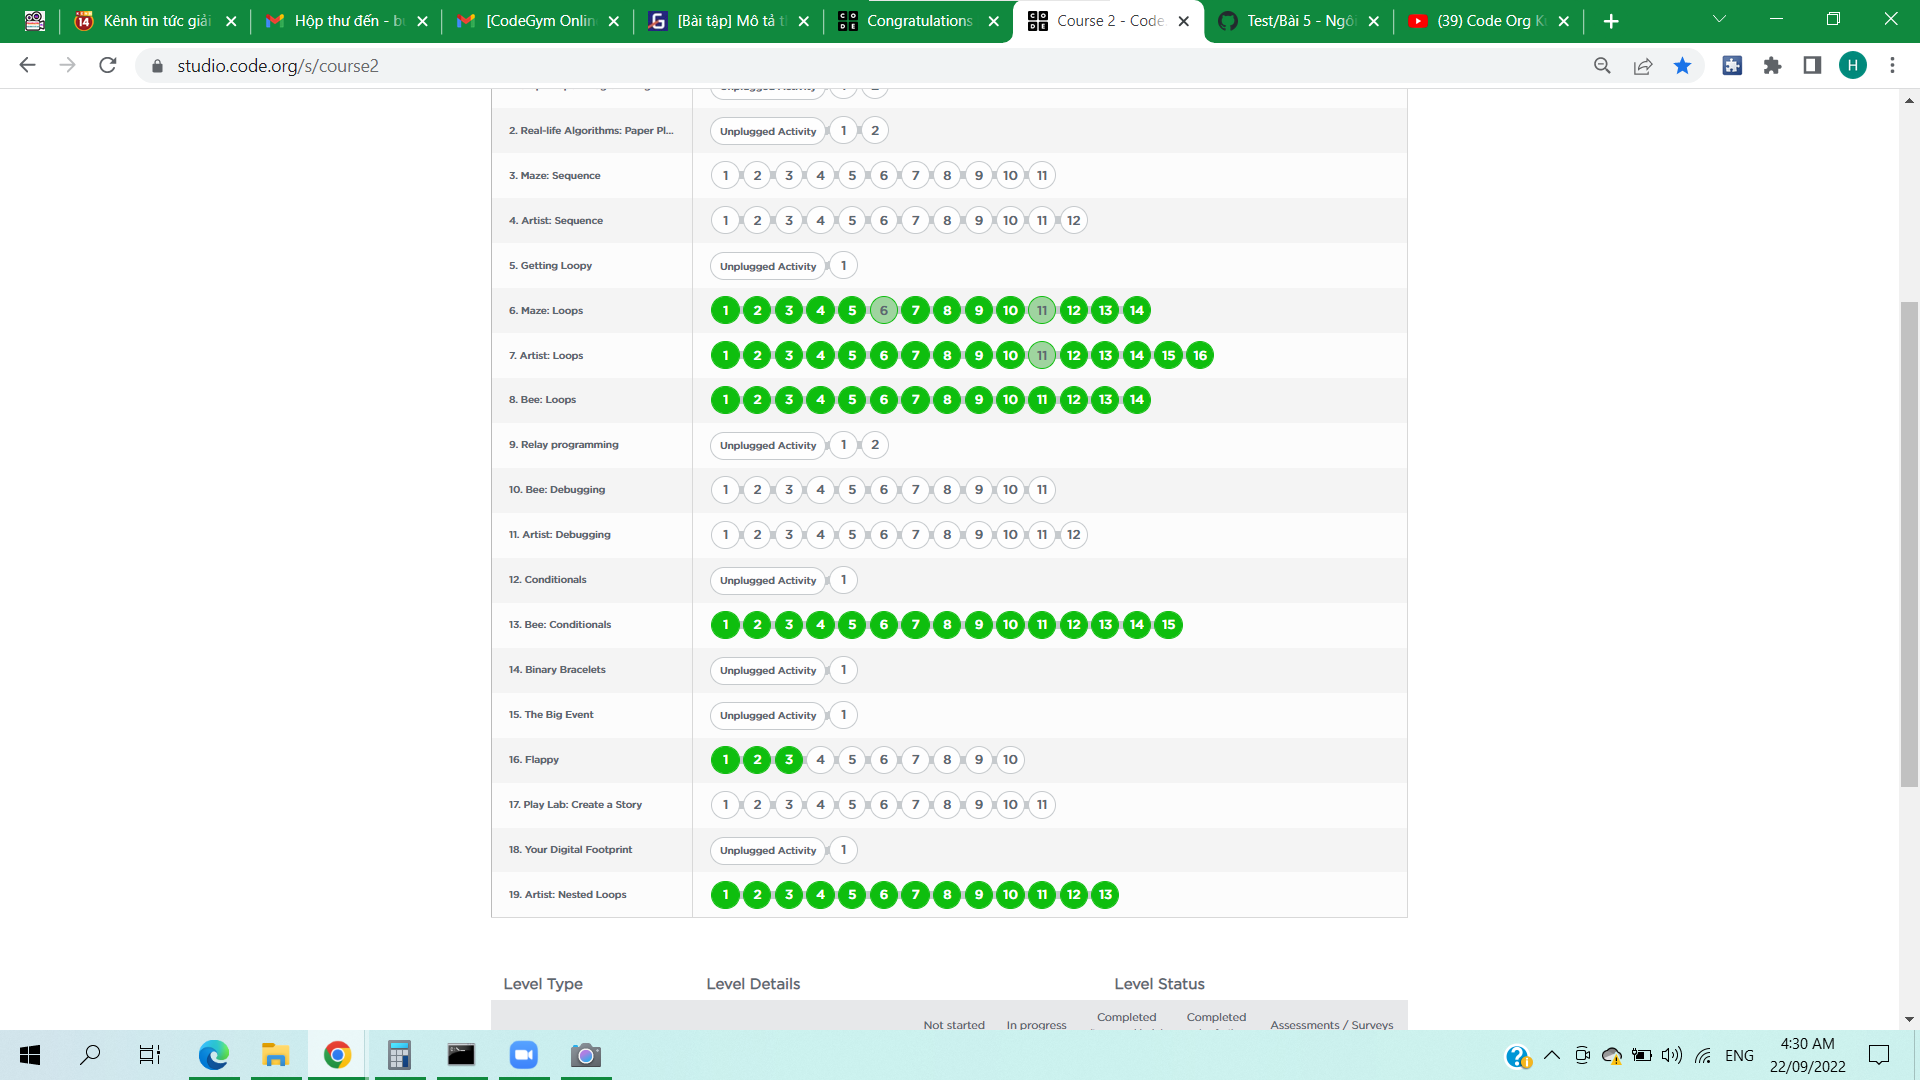 Kênh tin tức giải
Hộp thư đến - bu
[CodeGym Onlin
[Bài tập] Mô tả t
Congratulations
Course 2 - Code.
Test/Bài 5 - Ngô
(39) Code Org K
studio.code.org/s/course2
H
Unplugged Activity 1 2
2. Real-life Algorithms: Paper Pl... Unplugged Activity 1 2
3. Maze: Sequence 1 2 3 4 5 6 7 8 9 10 11
4. Artist: Sequence 1 2 3 4 5 6 7 8 9 10 11 12
5. Getting Loopy Unplugged Activity 1
6. Maze: Loops 1 2 3 4 5 6 7 8 9 10 11 12 13 14
7. Artist: Loops 1 2 3 4 5 6 7 8 9 10 11 12 13 14 15 16
8. Bee: Loops 1 2 3 4 5 6 7 8 9 10 11 12 13 14
9. Relay programming Unplugged Activity 1 2
10. Bee: Debugging 1 2 3 4 5 6 7 8 9 10 11
11. Artist: Debugging 1 2 3 4 5 6 7 8 9 10 11 12
12. Conditionals Unplugged Activity 1
13. Bee: Conditionals 1 2 3 4 5 6 7 8 9 10 11 12 13 14 15
14. Binary Bracelets Unplugged Activity 1
15. The Big Event Unplugged Activity 1
16. Flappy 1 2 3 4 5 6 7 8 9 10
17. Play Lab: Create a Story 1 2 3 4 5 6 7 8 9 10 11
18. Your Digital Footprint Unplugged Activity 1
19. Artist: Nested Loops 1 2 3 4 5 6 7 8 9 10 11 12 13
Level Type Level Details Level Status
Not started In progress Completed Completed Assessments / Surveys
ENG
4:30 AM
22/09/2022